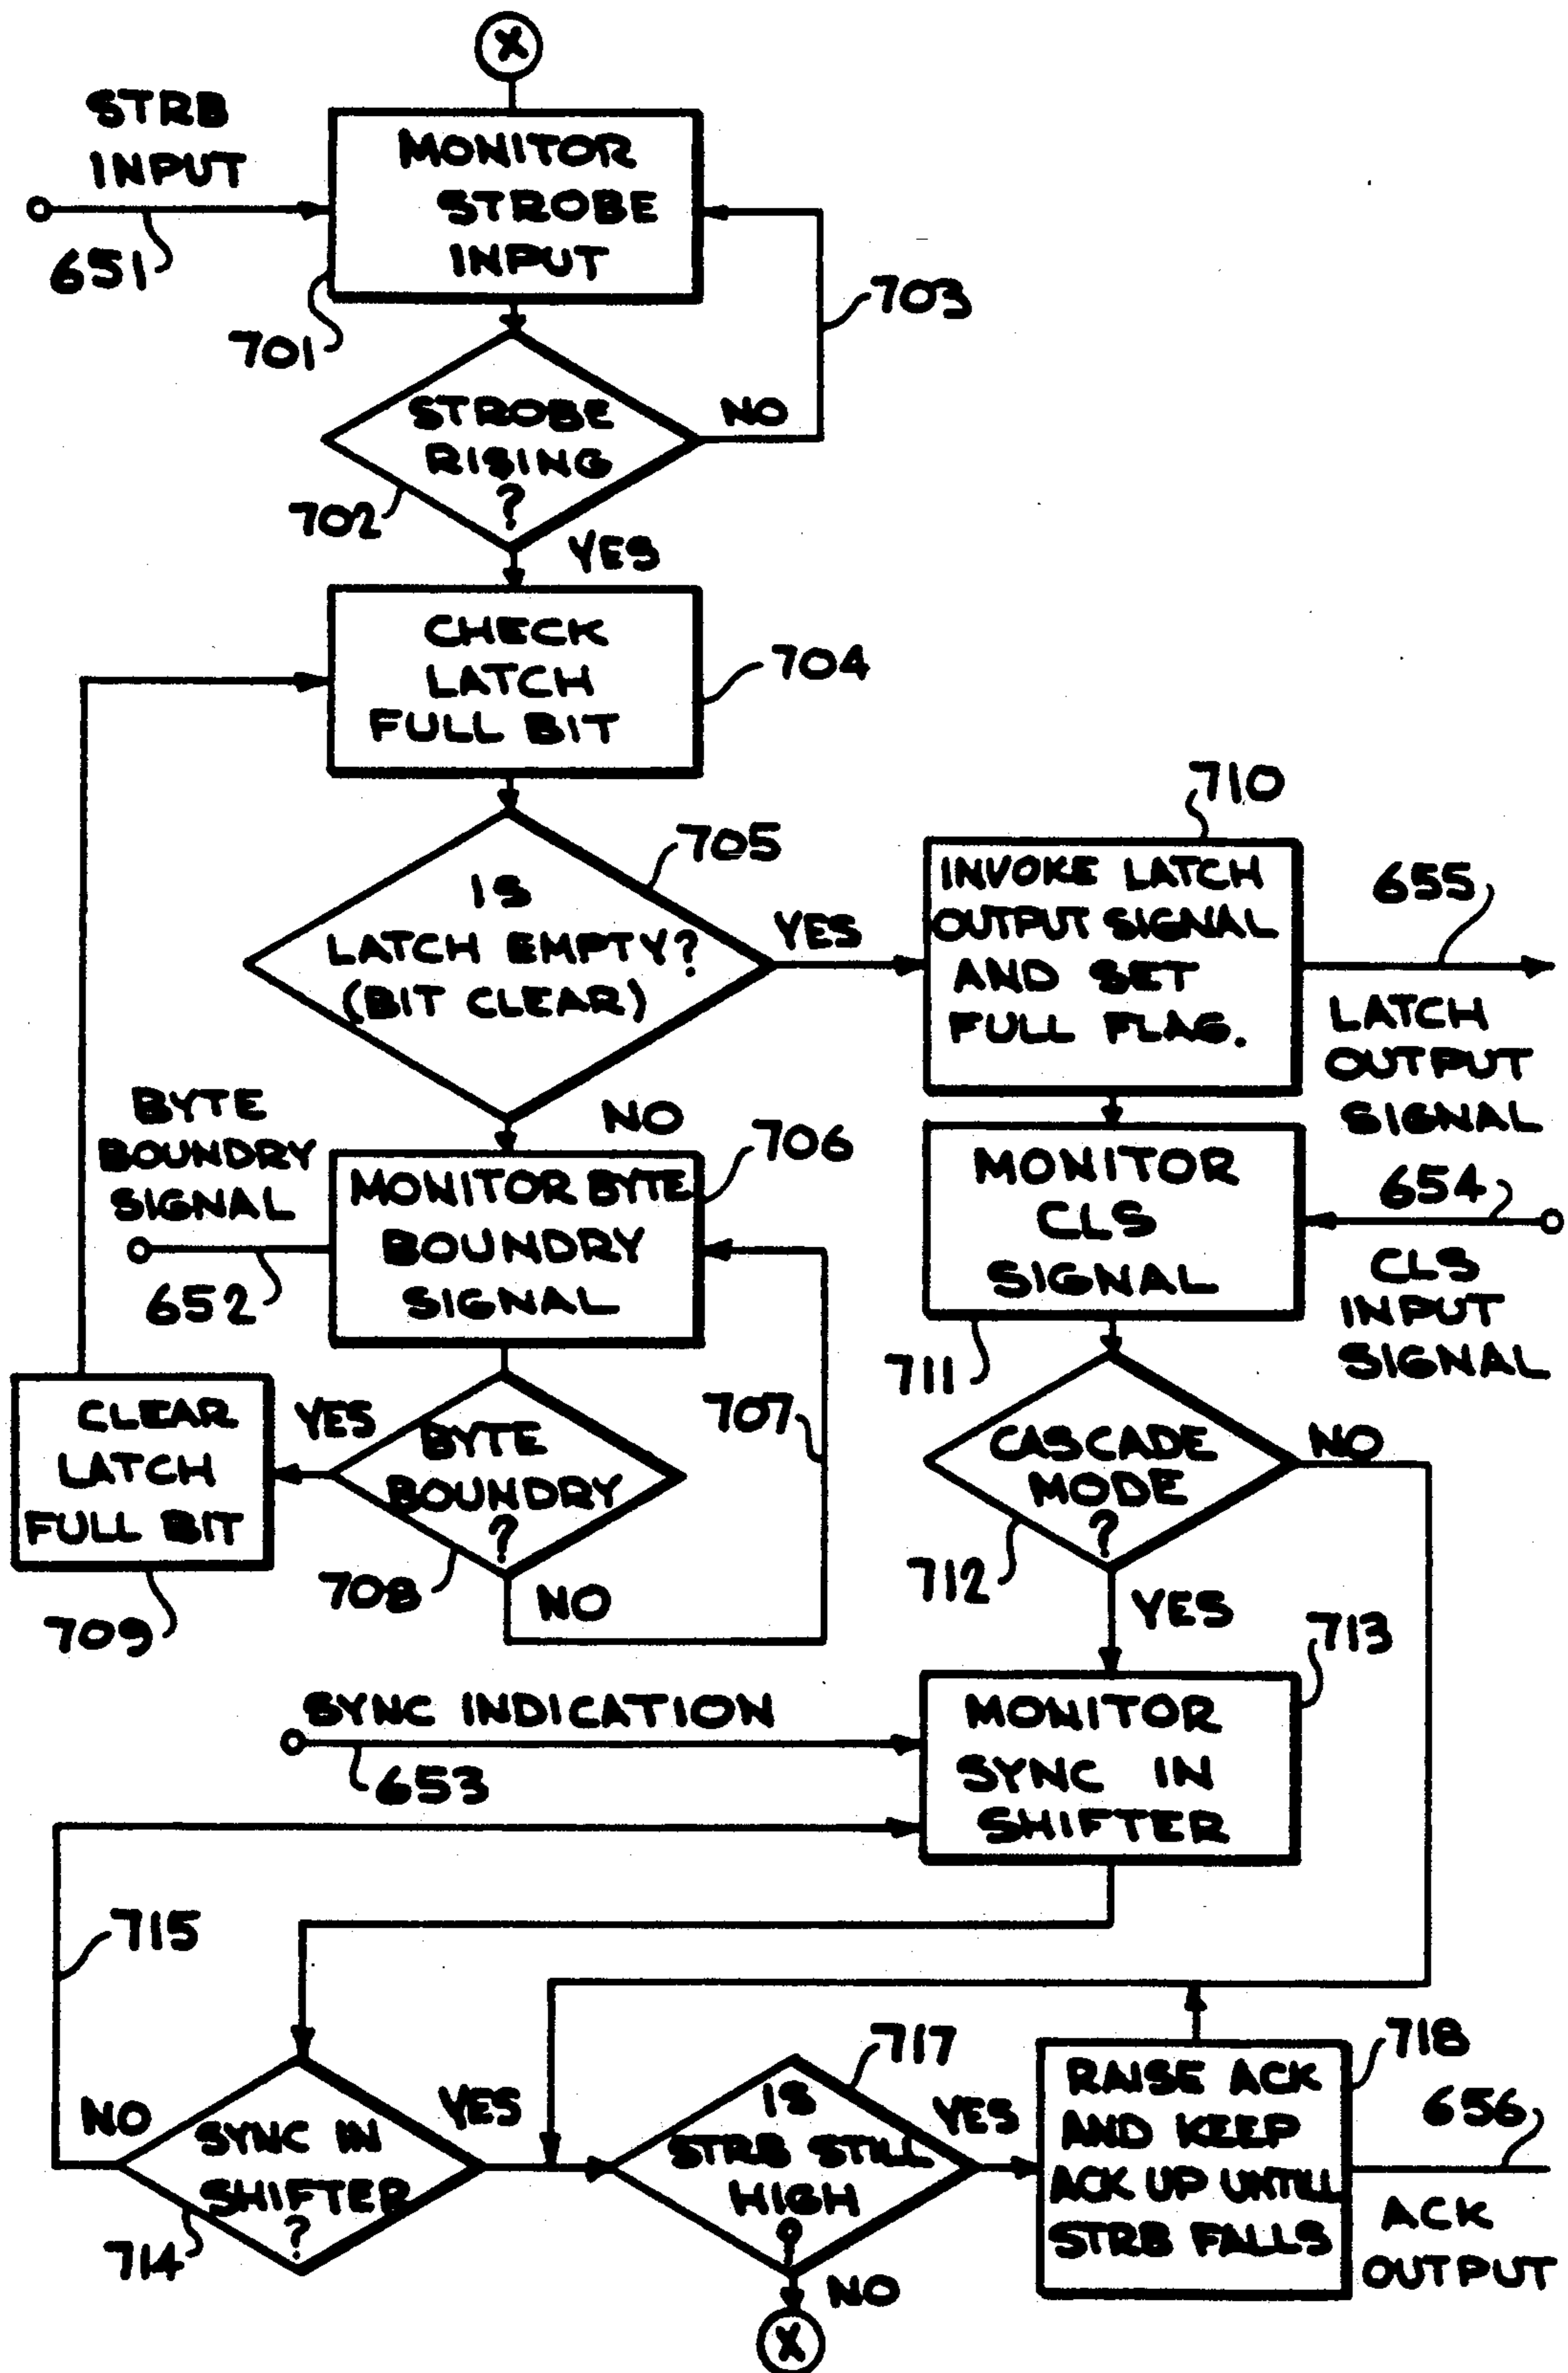 X
STRB
INPUT
651
MONITOR
STROBE
INPUT
701
703
STROBE
RISING
?
NO
702
YES
CHECK
LATCH
FULL BIT
704
705
IS
LATCH EMPTY?
(BIT CLEAR)
YES
NO
710
INVOKE LATCH
OUTPUT SIGNAL
AND SET
FULL FLAG.
655
LATCH
OUTPUT
SIGNAL
BYTE
BOUNDRY
SIGNAL
652
706
MONITOR BYTE
BOUNDRY
SIGNAL
MONITOR
CLS
SIGNAL
654
CLS
INPUT
SIGNAL
711
707
CLEAR
LATCH
FULL BIT
709
YES
BYTE
BOUNDRY
?
708
NO
CASCADE
MODE
?
NO
712
YES
713
SYNC INDICATION
653
MONITOR
SYNC IN
SHIFTER
715
NO
SYNC IN
SHIFTER
?
714
YES
717
IS
STRB STILL
HIGH
?
YES
NO
X
718
RAISE ACK
AND KEEP
ACK UP UNTILL
STRB FALLS
656
ACK
OUTPUT